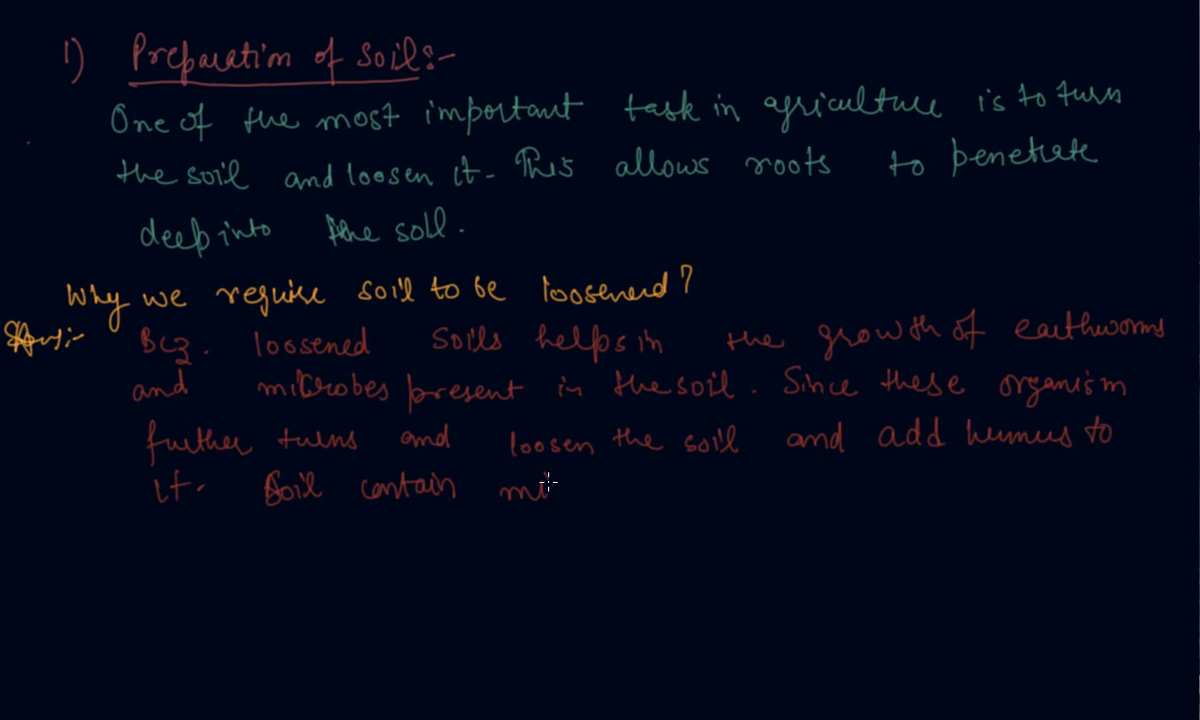 1) Preparation of soil:-
One of the most important task in agriculture is to turn
the soil and loosen it. This allows roots to penetrate
deep into the soil.
Why we require soil to be loosenend?
Ans:- Bcz. loosened soils helps in the growth of earthworms
and microbes present in the soil. Since these organism
further turns and loosen the soil and add humus to
it. Soil contain mi